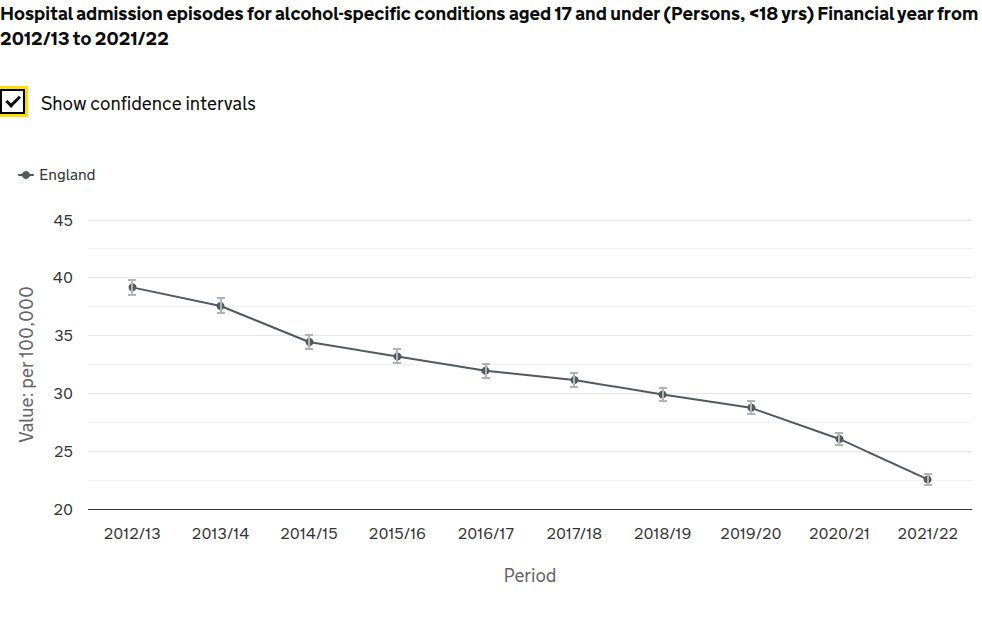 Hospital admission episodes for alcohol-specific conditions aged 17 and under (Persons, <18 yrs) Financial year from
2012/13 to 2021/22
Show confidence intervals
England
45
40
35
30
25
20
Value: per 100,000
2012/13 2013/14 2014/15 2015/16 2016/17 2017/18 2018/19 2019/20 2020/21 2021/22
Period